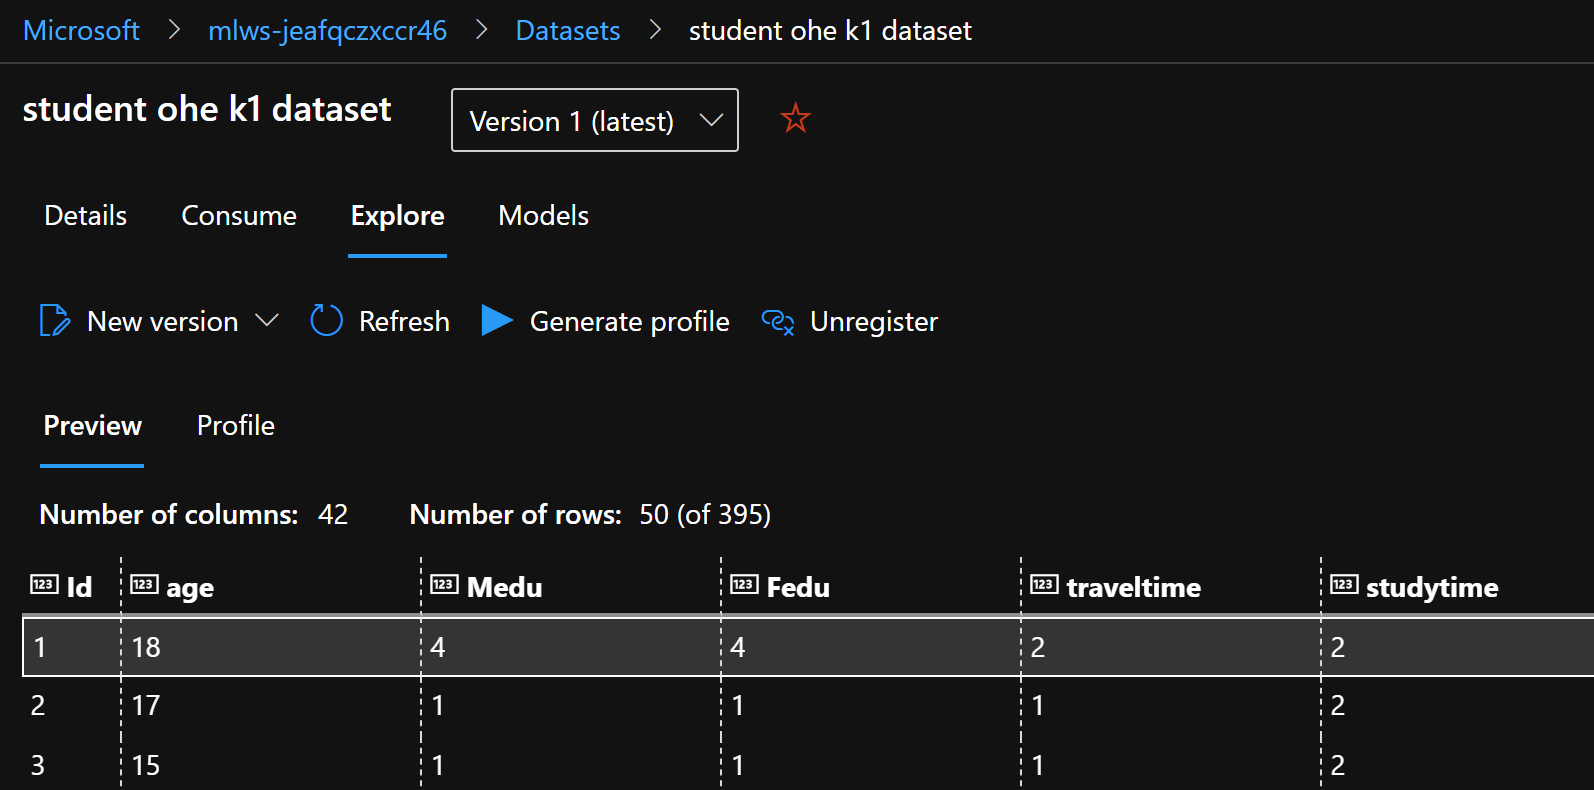 Microsoft > mlws-jeafqczxccr46 > Datasets > student ohe k1 dataset
student ohe k1 dataset Version 1 (latest)
Details Consume Explore Models
New version Refresh Generate profile Unregister
Preview Profile
Number of columns: 42 Number of rows: 50 (of 395)
123 Id 123 age 123 Medu 123 Fedu 123 traveltime 123 studytime
1 18 4 4 2 2
2 17 1 1 1 2
3 15 1 1 1 2